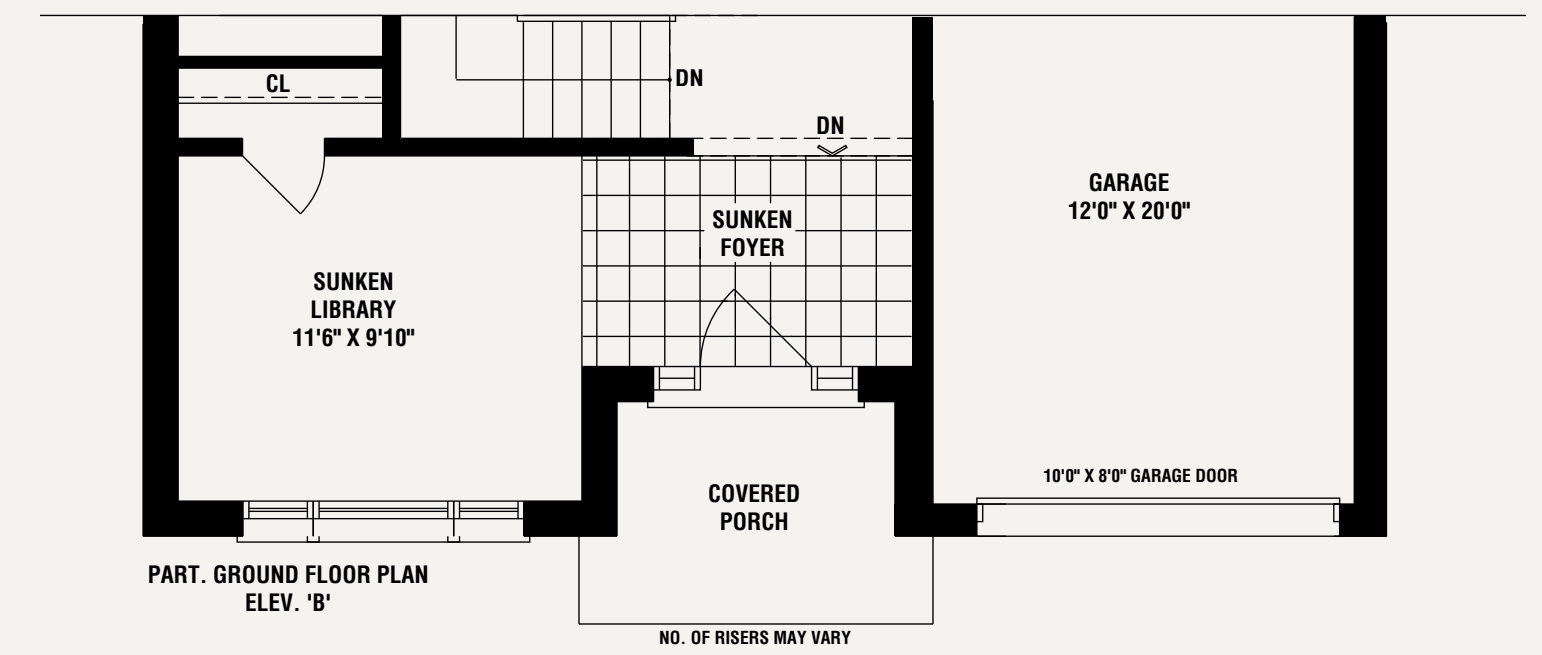 CL
DN
DN
GARAGE
12'0" X 20'0"
SUNKEN
FOYER
SUNKEN
LIBRARY
11'6" X 9'10"
10'0" X 8'0" GARAGE DOOR
COVERED
PORCH
PART. GROUND FLOOR PLAN
ELEV. 'B'
NO. OF RISERS MAY VARY